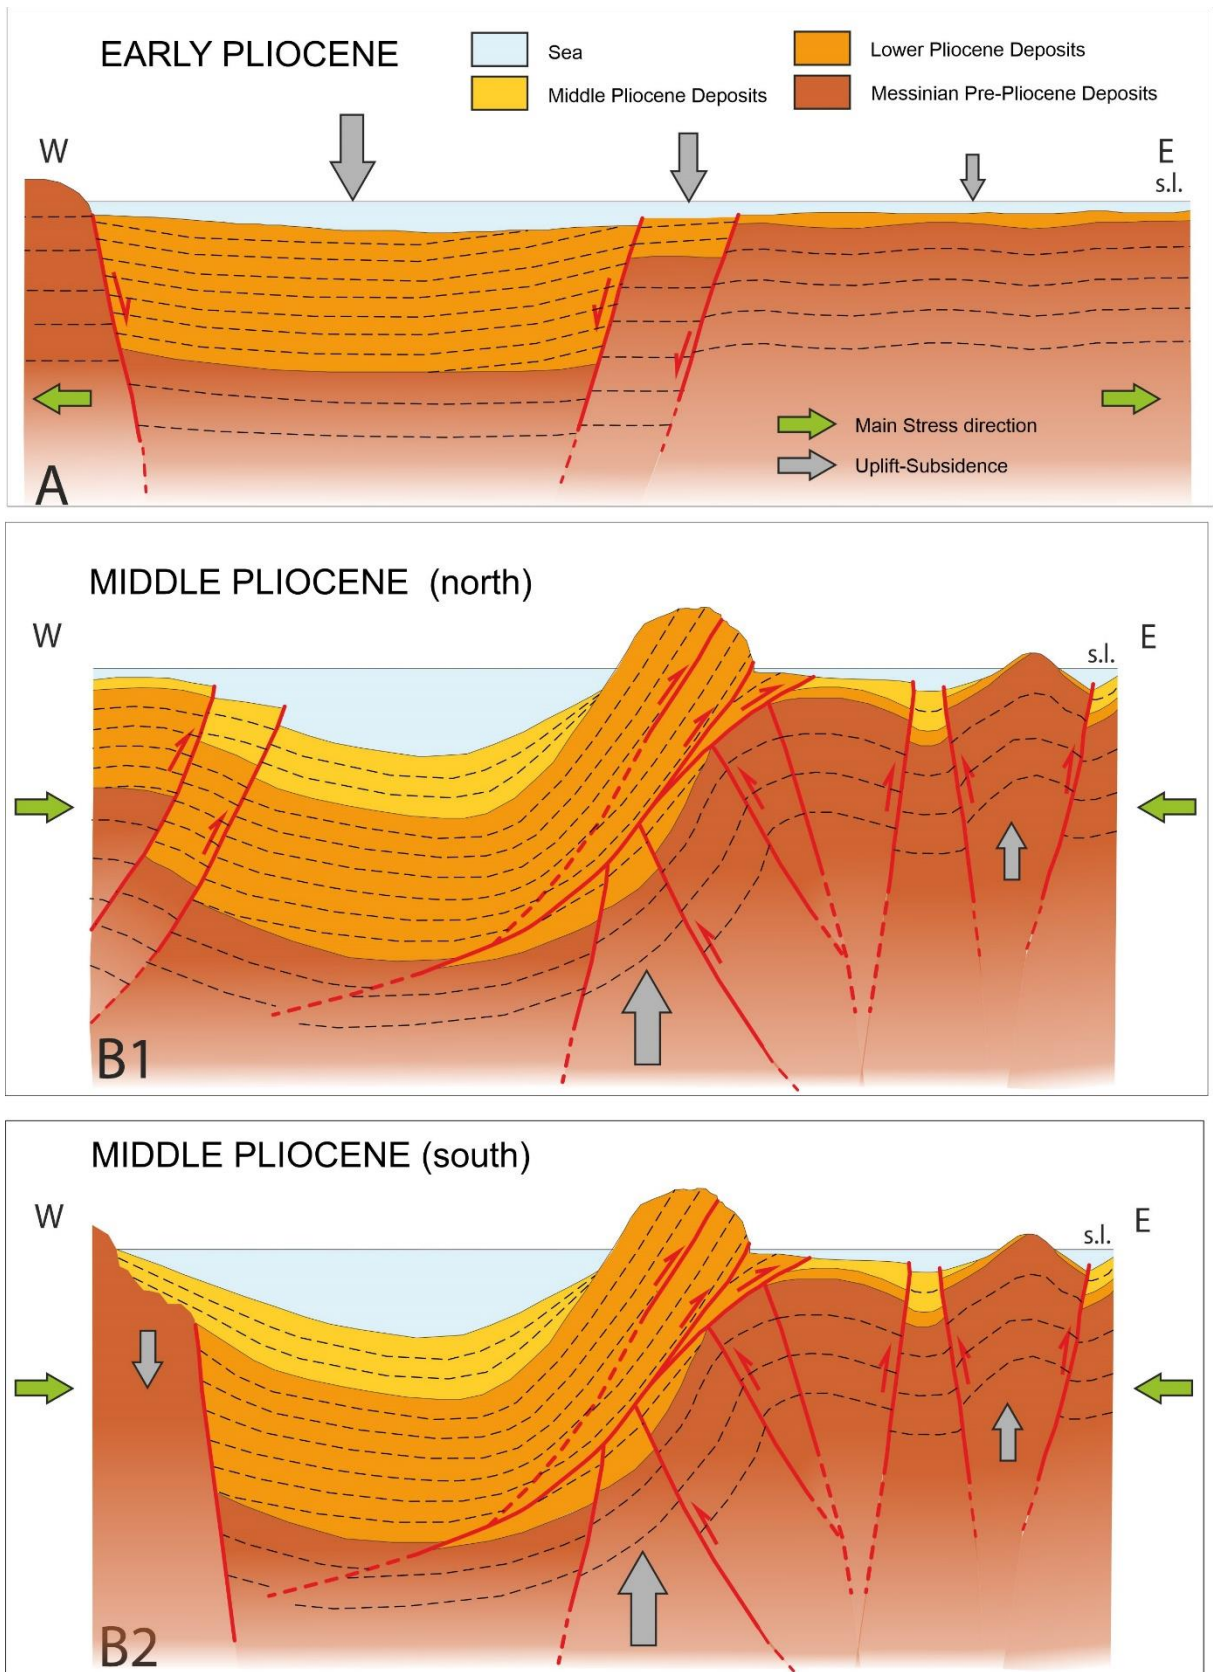 EARLY PLIOCENE
Sea
Lower Pliocene Deposits
Middle Pliocene Deposits
Messinian Pre-Pliocene Deposits
W
E
s.l.
Main Stress direction
Uplift-Subsidence
A
MIDDLE PLIOCENE (north)
W
E
s.l.
B1
MIDDLE PLIOCENE (south)
W
E
s.l.
B2